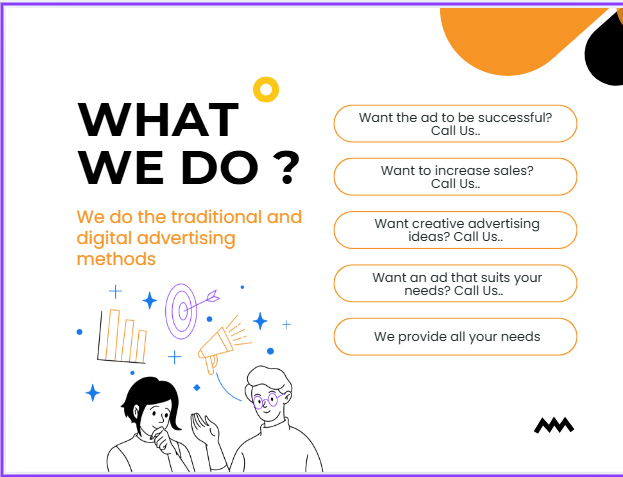 WHAT
WE DO ?
We do the traditional and
digital advertising
methods
Want the ad to be successful?
Call Us..
Want to increase sales?
Call Us..
Want creative advertising
ideas? Call Us..
Want an ad that suits your
needs? Call Us..
We provide all your needs